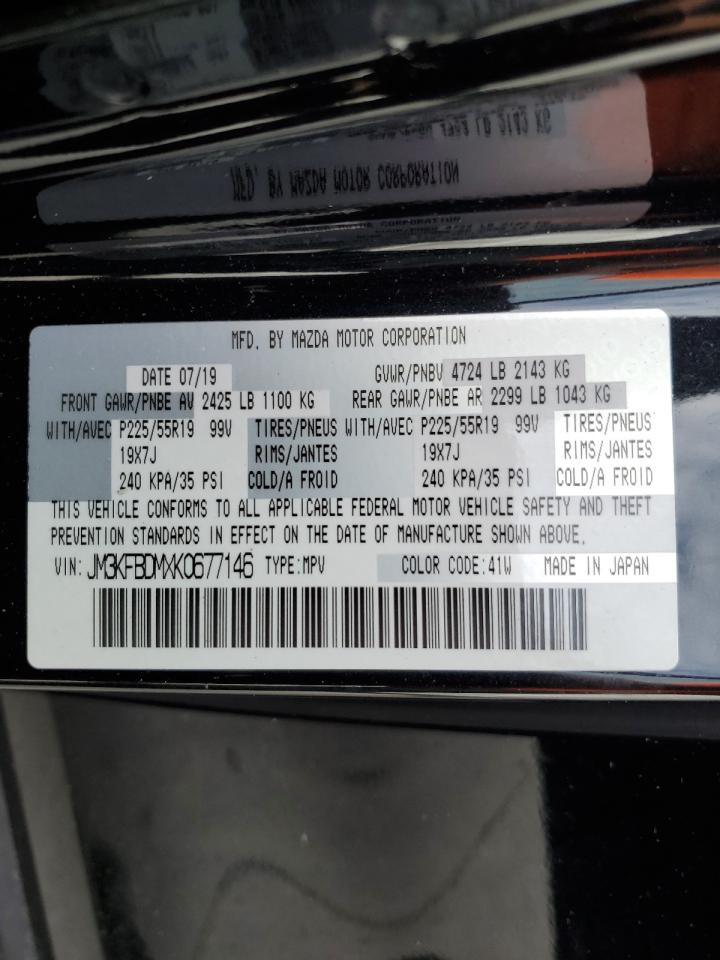 MFD. BY MAZDA MOTOR CORPORATION
MFD. BY MAZDA MOTOR CORPORATION
DATE 07/19 GVWR/PNBV 4724 LB 2143 KG
FRONT GAWR/PNBE AV 2425 LB 1100 KG REAR GAWR/PNBE AR 2299 LB 1043 KG
WITH/AVEC P225/55R19 99V TIRES/PNEUS WITH/AVEC P225/55R19 99V TIRES/PNEUS
19X7J RIMS/JANTES 19X7J RIMS/JANTES
240 KPA/35 PSI COLD/A FROID 240 KPA/35 PSI COLD/A FROID
THIS VEHICLE CONFORMS TO ALL APPLICABLE FEDERAL MOTOR VEHICLE SAFETY AND THEFT
PREVENTION STANDARDS IN EFFECT ON THE DATE OF MANUFACTURE SHOWN ABOVE.
VIN: JM3KFBDMXK0677146 TYPE:MPV COLOR CODE:41W MADE IN JAPAN